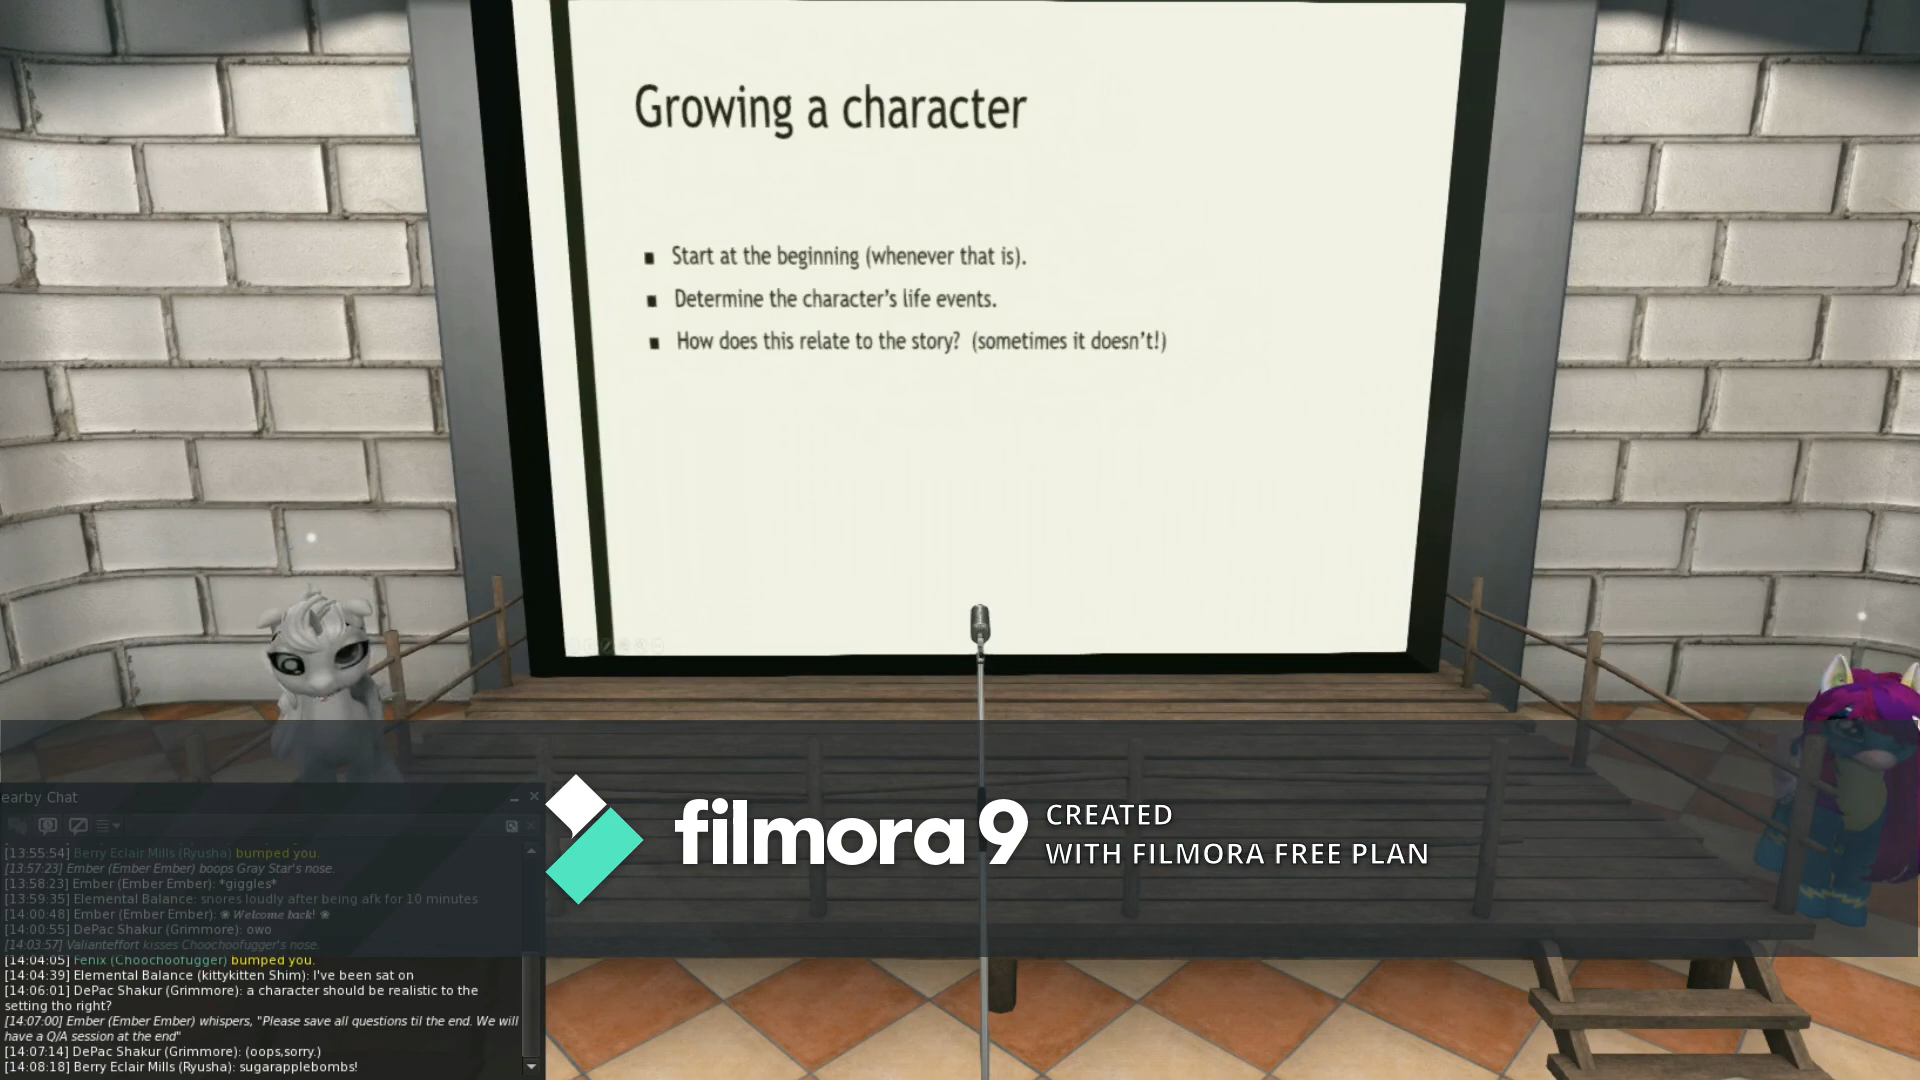 Growing a character
▪ Start at the beginning (whenever that is).
▪ Determine the character's life events.
▪ How does this relate to the story? (sometimes it doesn't!)
earby Chat
[13:55:54] Berry Eclair Mills (Ryusha) bumped you.
[13:57:23] Ember (Ember Ember) boops Gray Star's nose.
[13:58:23] Ember (Ember Ember): *giggles*
[13:59:35] Elemental Balance: snores loudly after being afk for 10 minutes
[14:00:48] Ember (Ember Ember): ❀ 𝑾𝒆𝒍𝒄𝒐𝒎𝒆 𝒃𝒂𝒄𝒌! ❀
[14:00:55] DePac Shakur (Grimmore): owo
[14:03:57] Valianteffort kisses Choochoofugger's nose.
[14:04:05] Fenix (Choochoofugger) bumped you.
[14:04:39] Elemental Balance (kittykitten Shim): I've been sat on
[14:06:01] DePac Shakur (Grimmore): a character should be realistic to the
setting tho right?
[14:07:00] Ember (Ember Ember) whispers, "Please save all questions til the end. We will
have a Q/A session at the end"
[14:07:14] DePac Shakur (Grimmore): (oops,sorry.)
[14:08:18] Berry Eclair Mills (Ryusha): sugarapplebombs!
filmora9
CREATED
WITH FILMORA FREE PLAN